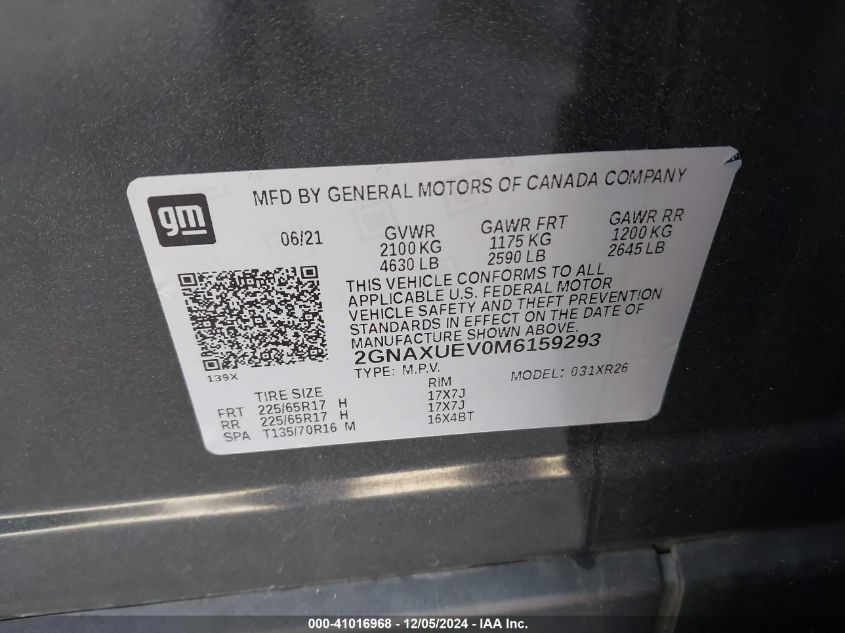 gm
MFD BY GENERAL MOTORS OF CANADA COMPANY
06/21
GVWR GAWR FRT GAWR RR
2100 KG 1175 KG 1200 KG
4630 LB 2590 LB 2645 LB
THIS VEHICLE CONFORMS TO ALL
APPLICABLE U.S. FEDERAL MOTOR
VEHICLE SAFETY AND THEFT PREVENTION
STANDARDS IN EFFECT ON THE DATE OF
MANUFACTURE SHOWN ABOVE.
2GNAXUEV0M6159293
139X
TYPE: M.P.V. MODEL: 031XR26
TIRE SIZE RIM
FRT 225/65R17 H 17X7J
RR 225/65R17 H 17X7J
SPA T135/70R16 M 16X4BT
000-41016968 - 12/05/2024 - IAA Inc.